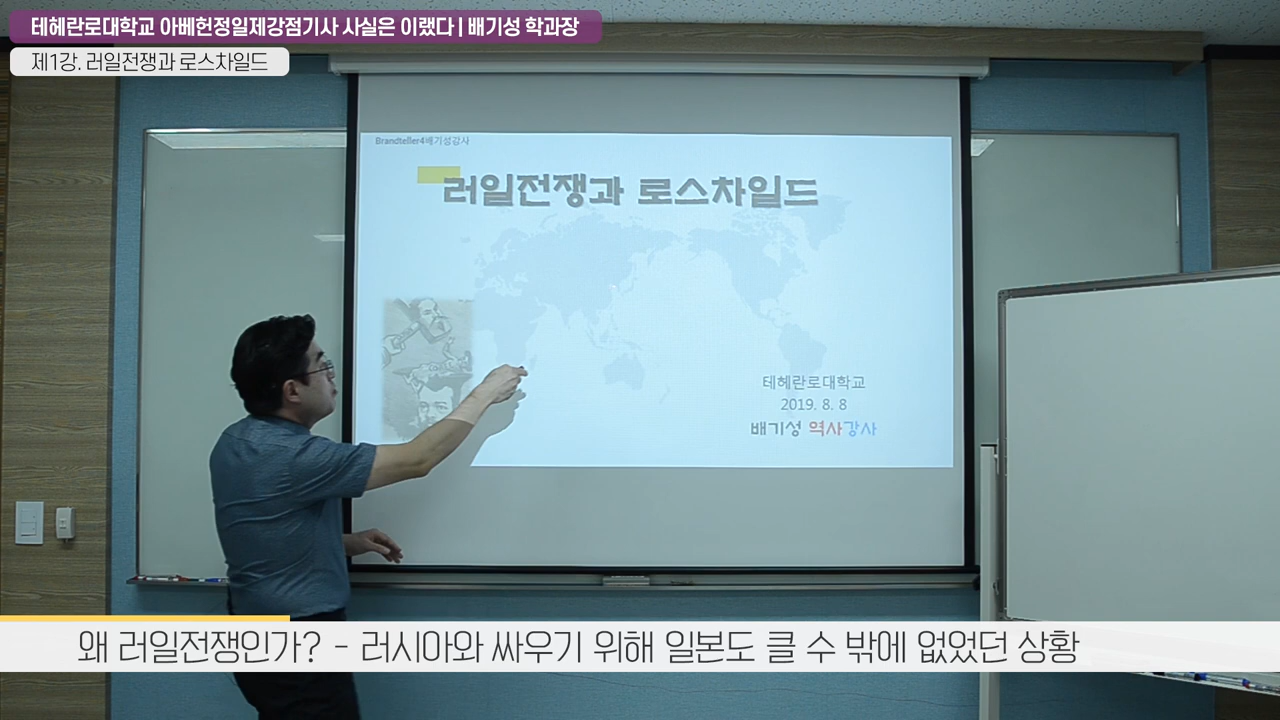 테헤란로대학교 아베헌정일제강점기사 사실은 이랬다 | 배기성 학과장
제1강. 러일전쟁과 로스차일드
Brandteller4배기성강사
러일전쟁과 로스차일드
테헤란로대학교
2019. 8. 8
배기성 역사강사
왜 러일전쟁인가? - 러시아와 싸우기 위해 일본도 클 수 밖에 없었던 상황